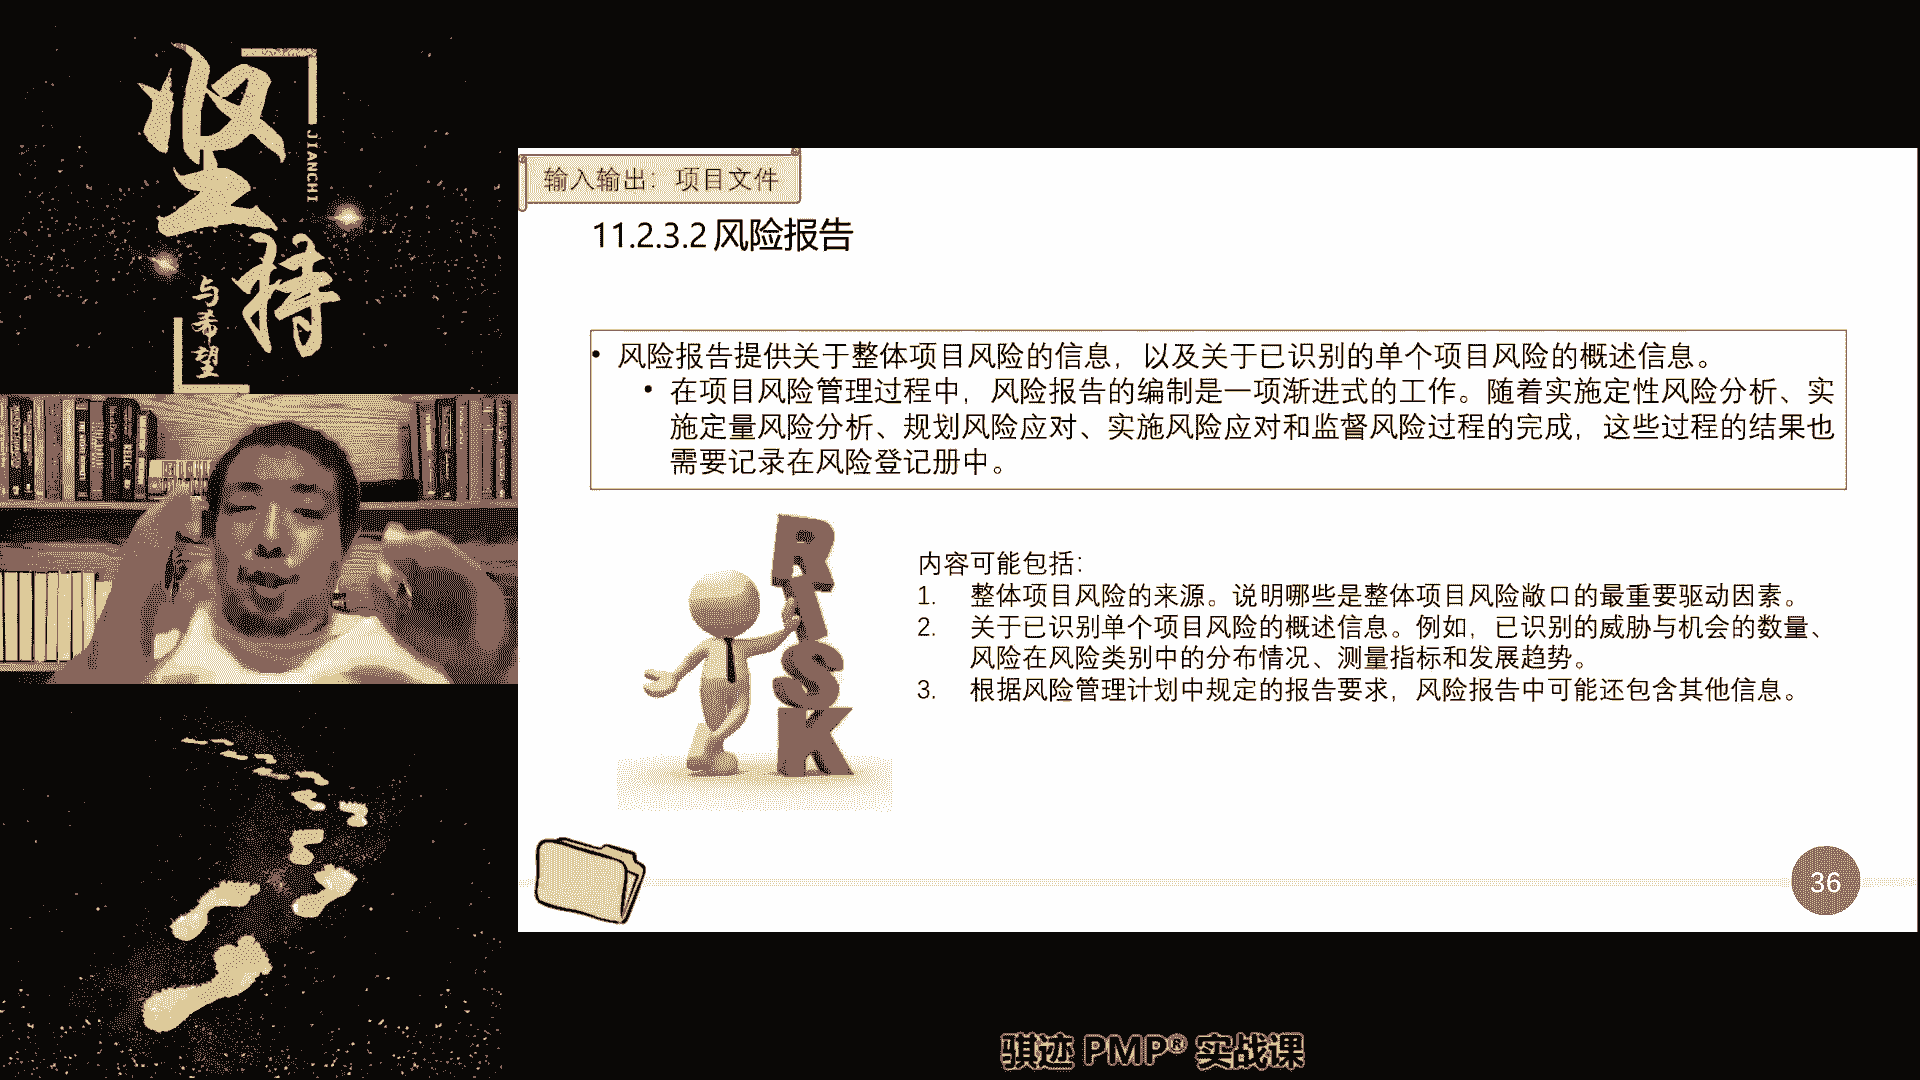 坚持
JIANCHI
与希望
输入输出：项目文件
11.2.3.2 风险报告
• 风险报告提供关于整体项目风险的信息，以及关于已识别的单个项目风险的概述信息。
• 在项目风险管理过程中，风险报告的编制是一项渐进式的工作。随着实施定性风险分析、实
施定量风险分析、规划风险应对、实施风险应对和监督风险过程的完成，这些过程的结果也
需要记录在风险登记册中。
RISK
内容可能包括：
1. 整体项目风险的来源。说明哪些是整体项目风险敞口的最重要驱动因素。
2. 关于已识别单个项目风险的概述信息。例如，已识别的威胁与机会的数量、
风险在风险类别中的分布情况、测量指标和发展趋势。
3. 根据风险管理计划中规定的报告要求，风险报告中可能还包含其他信息。
36
骐迹 PMP® 实战课